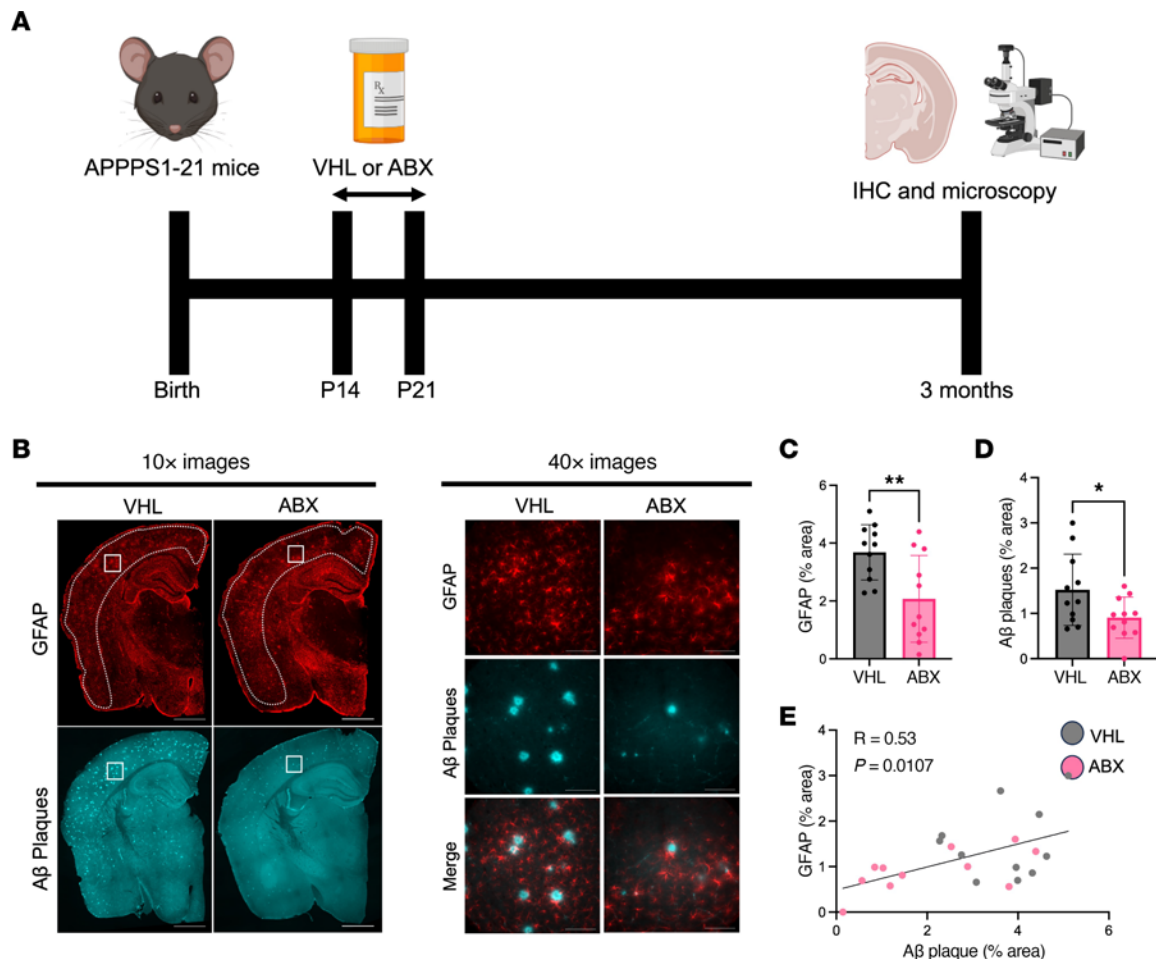 A
Rx
APPPS1-21 mice
VHL or ABX
IHC and microscopy
Birth
P14
P21
3 months
B
10× images
40× images
VHL
ABX
VHL
ABX
GFAP
Aβ Plaques
GFAP
Aβ Plaques
Merge
C
**
GFAP (% area)
6
4
2
0
VHL
ABX
D
*
Aβ plaques (% area)
4
3
2
1
0
VHL
ABX
E
R = 0.53
P = 0.0107
VHL
ABX
GFAP (% area)
4
3
2
1
0
0
2
4
6
Aβ plaque (% area)